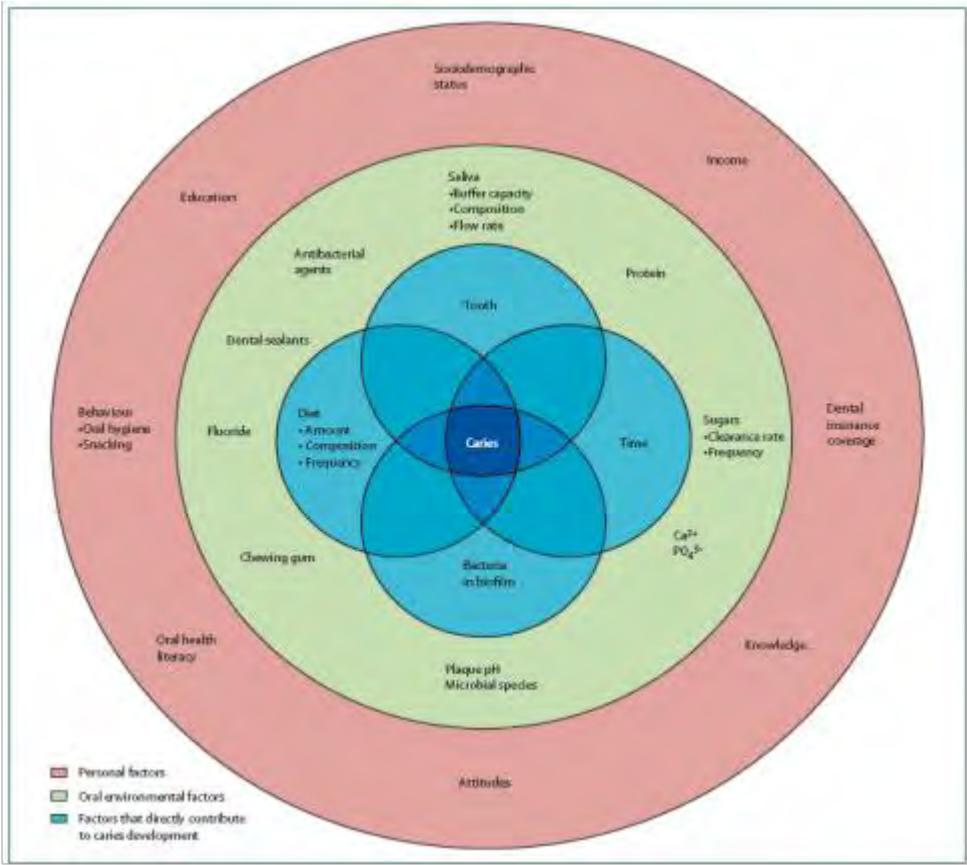 Sociodemographic
status
Income
Education
Saliva
•Buffer capacity
•Composition
•Flow rate
Antibacterial
agents
Protein
Tooth
Dental sealants
Behaviour
•Oral hygiene
•Snacking
Fluoride
Diet
• Amount
• Composition
• Frequency
Caries
Time
Sugars
•Clearance rate
•Frequency
Dental
insurance
coverage
Ca²⁺
PO₄³⁻
Chewing gum
Bacteria
in biofilm
Oral health
literacy
Knowledge
Plaque pH
Microbial species
Attitudes
Personal factors
Oral environmental factors
Factors that directly contribute
to caries development